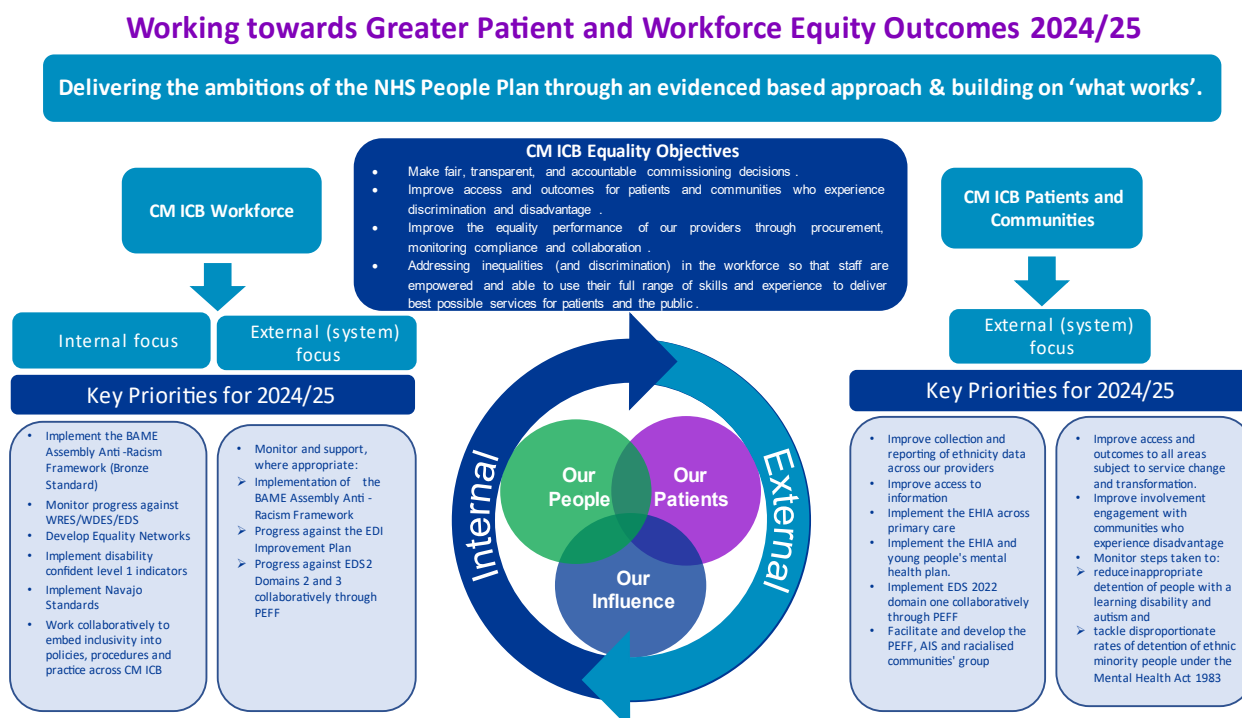 Working towards Greater Patient and Workforce Equity Outcomes 2024/25
Delivering the ambitions of the NHS People Plan through an evidenced based approach & building on ‘what works’.
CM ICB Equality Objectives
• Make fair, transparent, and accountable commissioning decisions .
• Improve access and outcomes for patients and communities who experience
discrimination and disadvantage .
• Improve the equality performance of our providers through procurement,
monitoring compliance and collaboration .
• Addressing inequalities (and discrimination) in the workforce so that staff are
empowered and able to use their full range of skills and experience to deliver
best possible services for patients and the public .
CM ICB Workforce
Internal focus
External (system)
focus
Key Priorities for 2024/25
• Implement the BAME
Assembly Anti -Racism
Framework (Bronze
Standard)
• Monitor progress against
WRES/WDES/EDS
• Develop Equality Networks
• Implement disability
confident level 1 indicators
• Implement Navajo
Standards
• Work collaboratively to
embed inclusivity into
policies, procedures and
practice across CM ICB
• Monitor and support,
where appropriate:
➢ Implementation of the
BAME Assembly Anti -
Racism Framework
➢ Progress against the EDI
Improvement Plan
➢ Progress against EDS2
Domains 2 and 3
collaboratively through
PEFF
Internal
External
Our
People
Our
Patients
Our
Influence
CM ICB Patients and
Communities
External (system)
focus
Key Priorities for 2024/25
• Improve collection and
reporting of ethnicity data
across our providers
• Improve access to
information
• Implement the EHIA across
primary care
• Implement the EHIA and
young people's mental
health plan.
• Implement EDS 2022
domain one collaboratively
through PEFF
• Facilitate and develop the
PEFF, AIS and racialised
communities' group
• Improve access and
outcomes to all areas
subject to service change
and transformation.
• Improve involvement
engagement with
communities who
experience disadvantage
• Monitor steps taken to:
➢ reduce inappropriate
detention of people with a
learning disability and
autism and
➢ tackle disproportionate
rates of detention of ethnic
minority people under the
Mental Health Act 1983